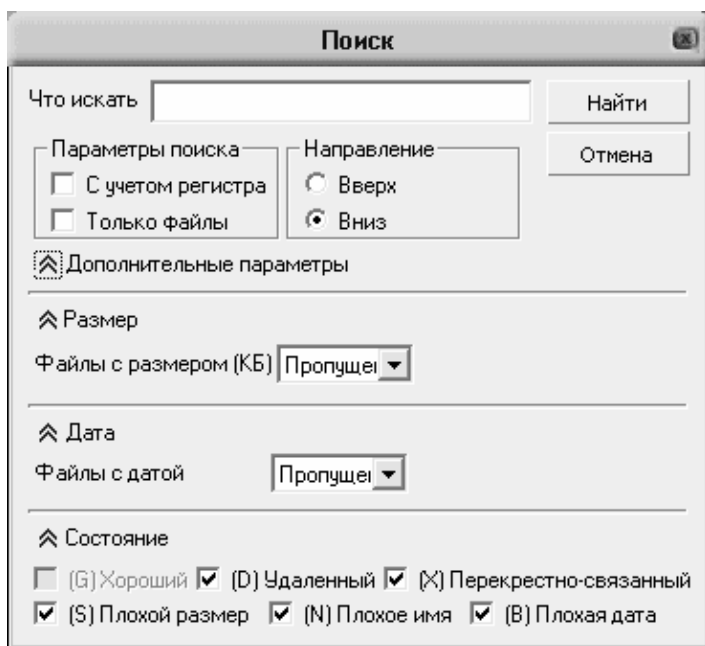 Поиск
Что искать
Найти
Параметры поиска
Направление
Отмена
С учетом регистра
Вверх
Только файлы
Вниз
Дополнительные параметры
Размер
Файлы с размером (КБ) Пропущен
Дата
Файлы с датой Пропущен
Состояние
(G) Хороший (D) Удаленный (X) Перекрестно-связанный
(S) Плохой размер (N) Плохое имя (B) Плохая дата